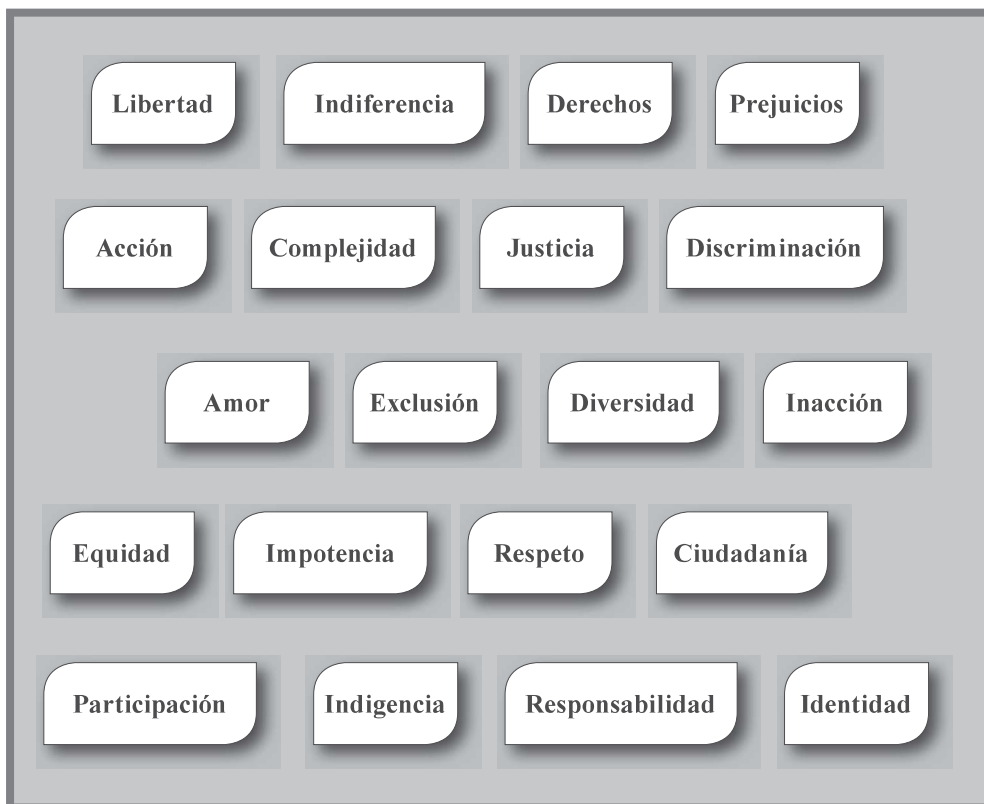 Libertad Indiferencia Derechos Prejuicios
Acción Complejidad Justicia Discriminación
Amor Exclusión Diversidad Inacción
Equidad Impotencia Respeto Ciudadanía
Participación Indigencia Responsabilidad Identidad